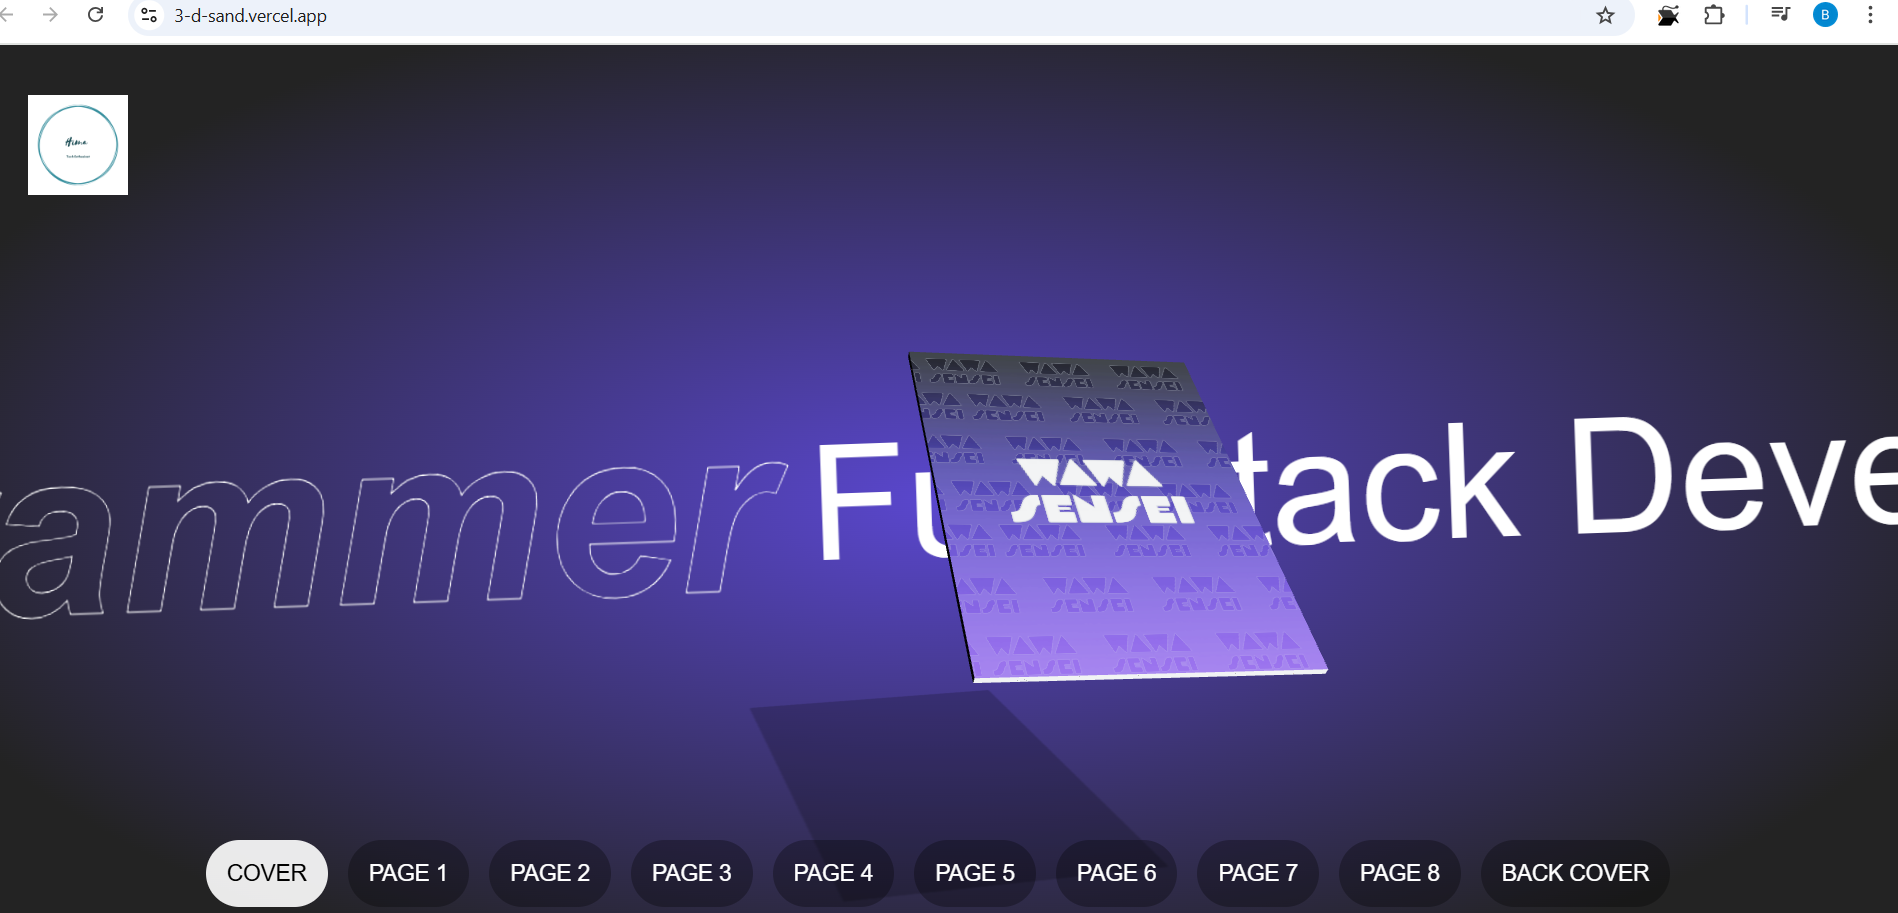 3-d-sand.vercel.app
B
Hima
WAWA
SENSEI
ammer Fu tack Deve
COVER PAGE 1 PAGE 2 PAGE 3 PAGE 4 PAGE 5 PAGE 6 PAGE 7 PAGE 8 BACK COVER